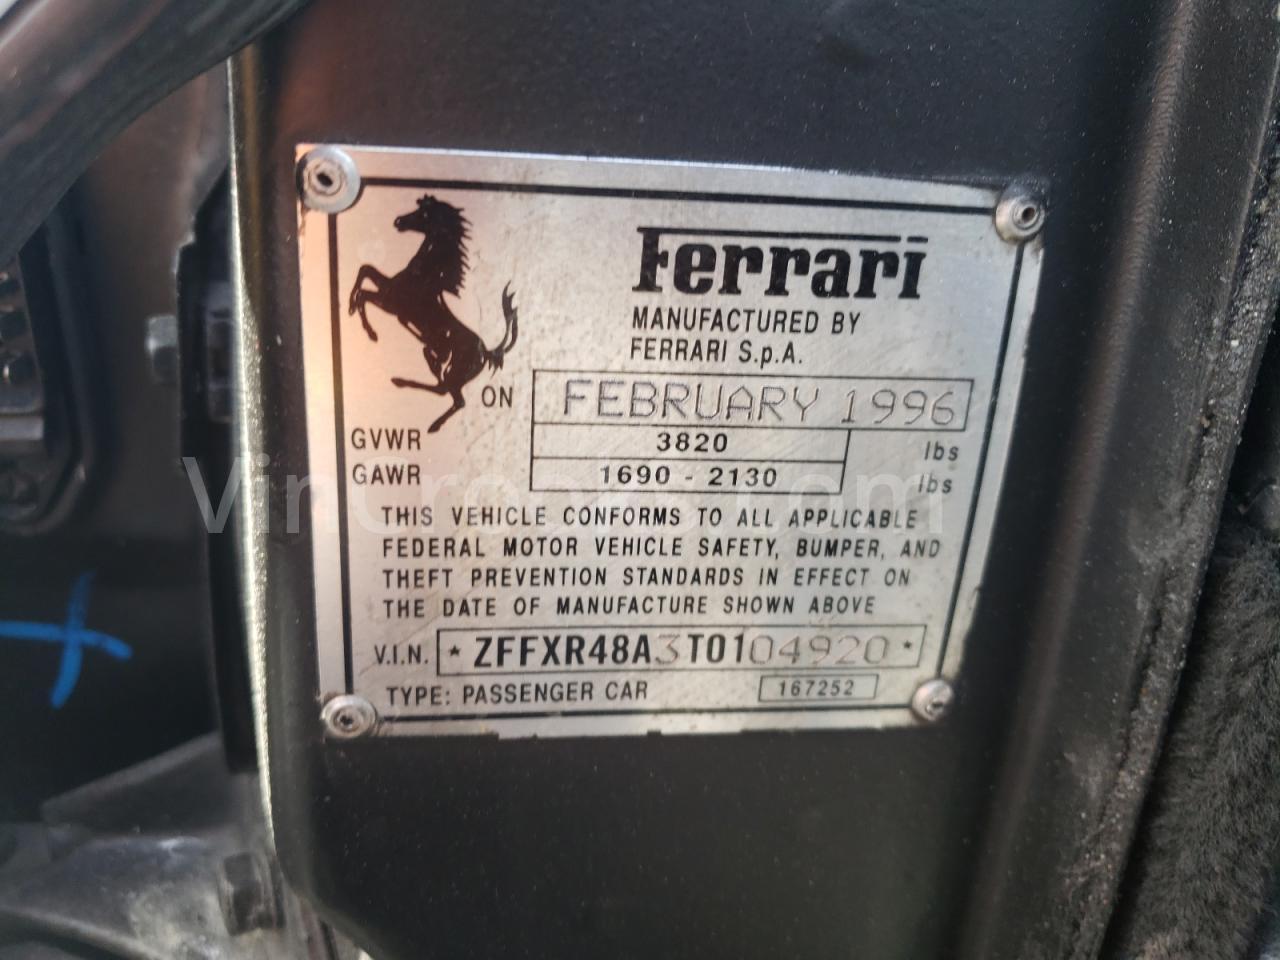 Ferrari
MANUFACTURED BY
FERRARI S.p.A.
ON FEBRUARY 1996
GVWR 3820 lbs
GAWR 1690 - 2130 lbs
THIS VEHICLE CONFORMS TO ALL APPLICABLE
FEDERAL MOTOR VEHICLE SAFETY, BUMPER, AND
THEFT PREVENTION STANDARDS IN EFFECT ON
THE DATE OF MANUFACTURE SHOWN ABOVE
V.I.N. * ZFFXR48A3T0104920 *
TYPE: PASSENGER CAR 167252